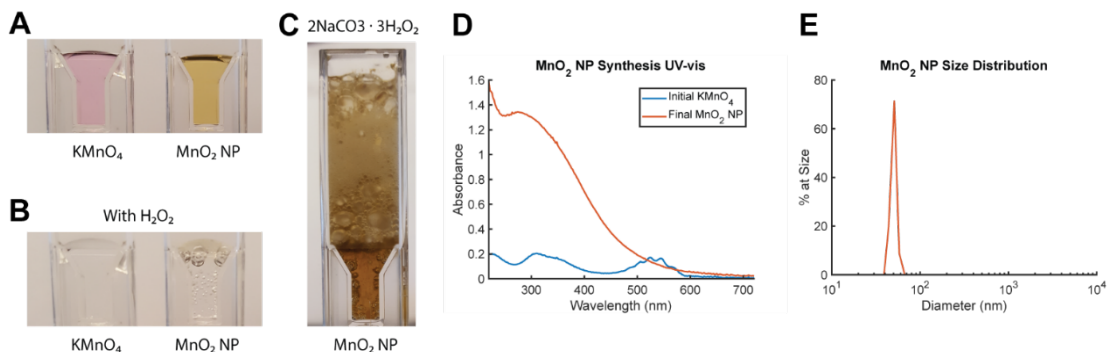 A
KMnO₄
MnO₂ NP
B
With H₂O₂
KMnO₄
MnO₂ NP
C
2NaCO3 · 3H₂O₂
MnO₂ NP
D
MnO₂ NP Synthesis UV-vis
Initial KMnO₄
Final MnO₂ NP
Absorbance
1.6
1.4
1.2
1
0.8
0.6
0.4
0.2
0
300
400
500
600
700
Wavelength (nm)
E
MnO₂ NP Size Distribution
% at Size
80
60
40
20
0
10¹
10²
10³
10⁴
Diameter (nm)